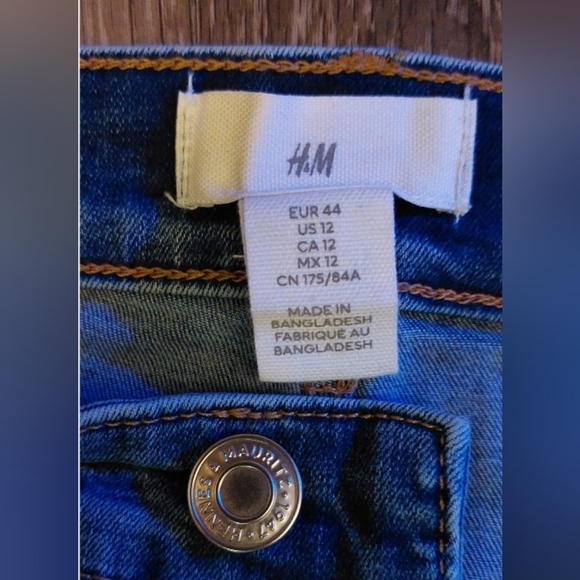 H&M
EUR 44
US 12
CA 12
MX 12
CN 175/84A
MADE IN
BANGLADESH
FABRIQUÉ AU
BANGLADESH
HENNES & MAURITZ • 1947 •